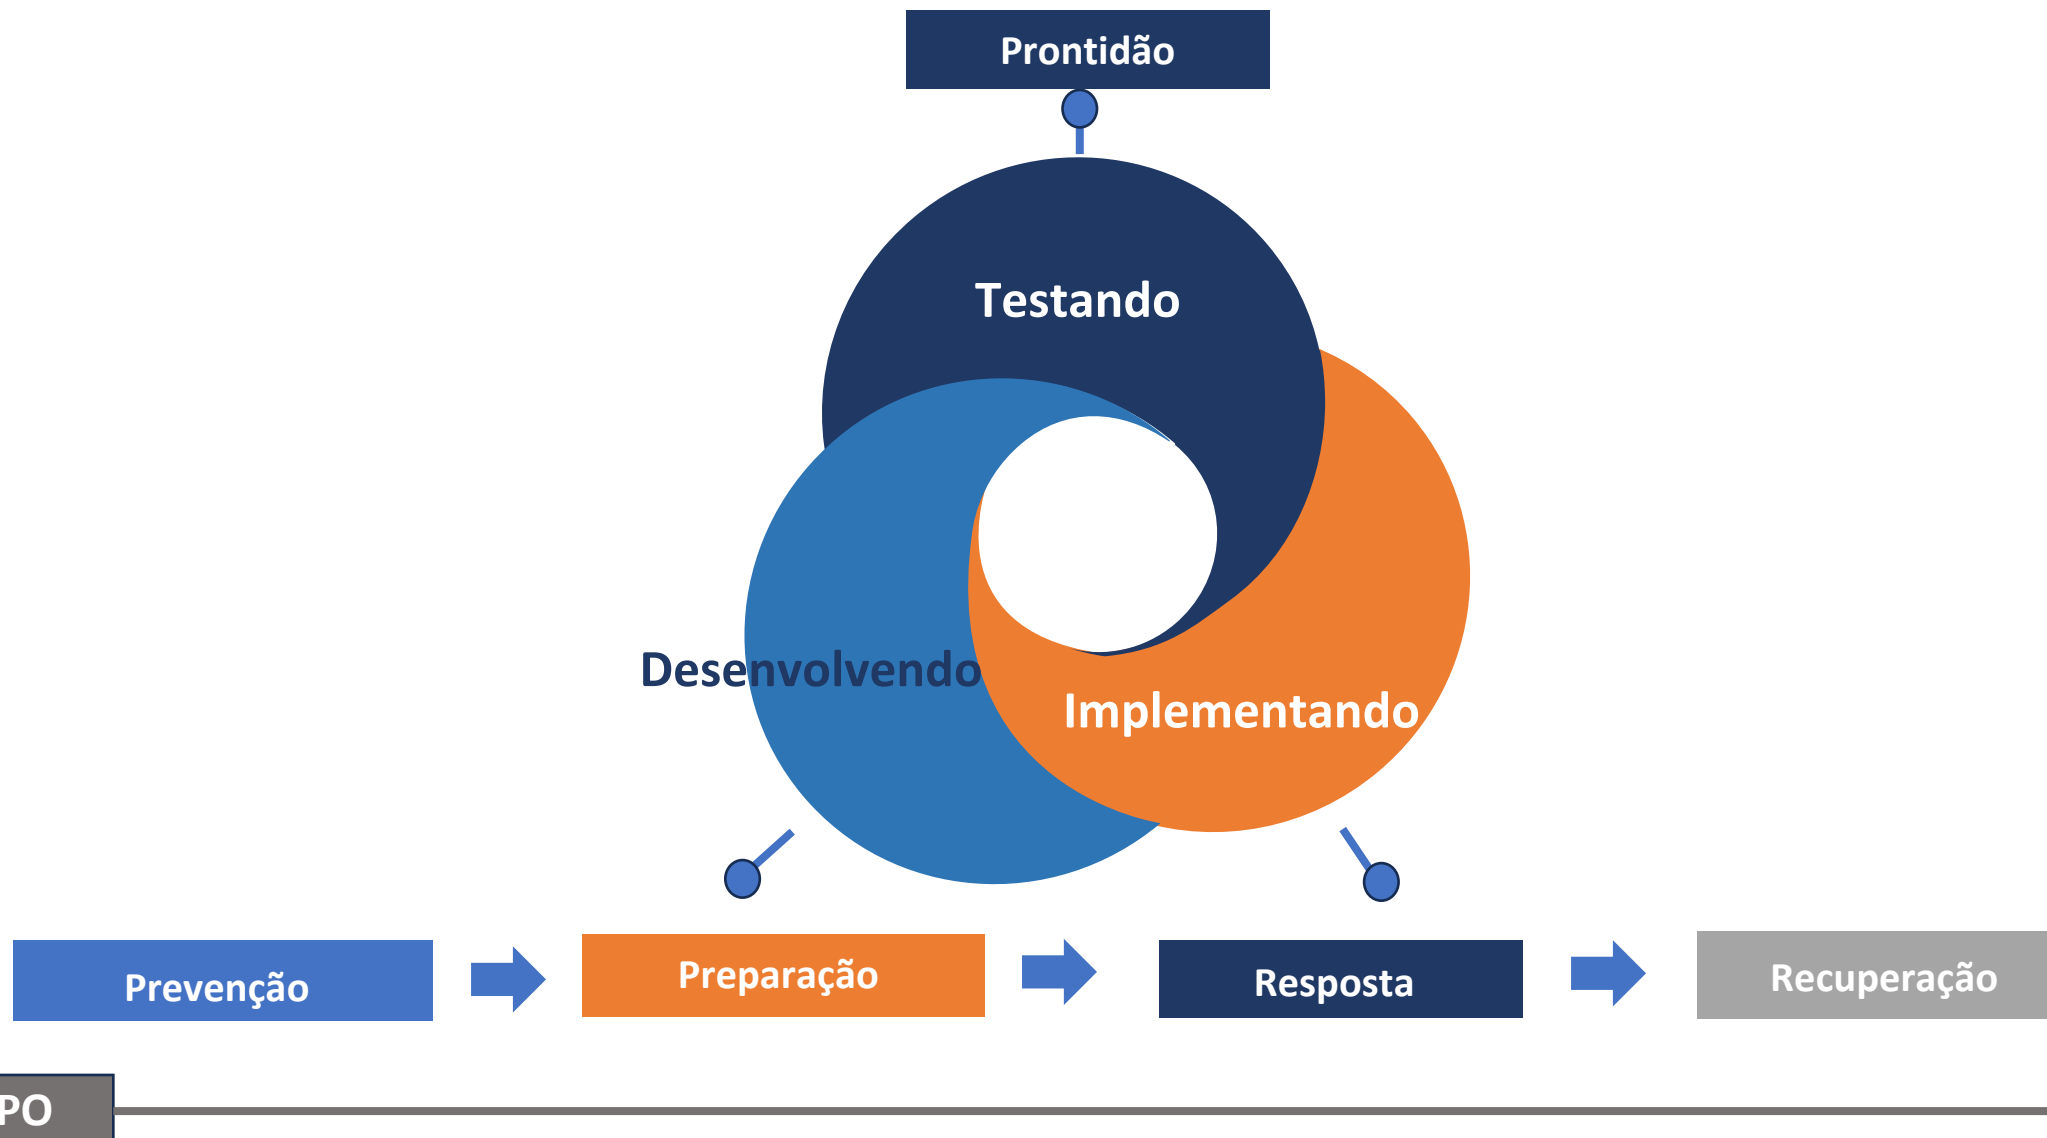 Prontidão
Testando
Desenvolvendo
Implementando
Prevenção
Preparação
Resposta
Recuperação
PO